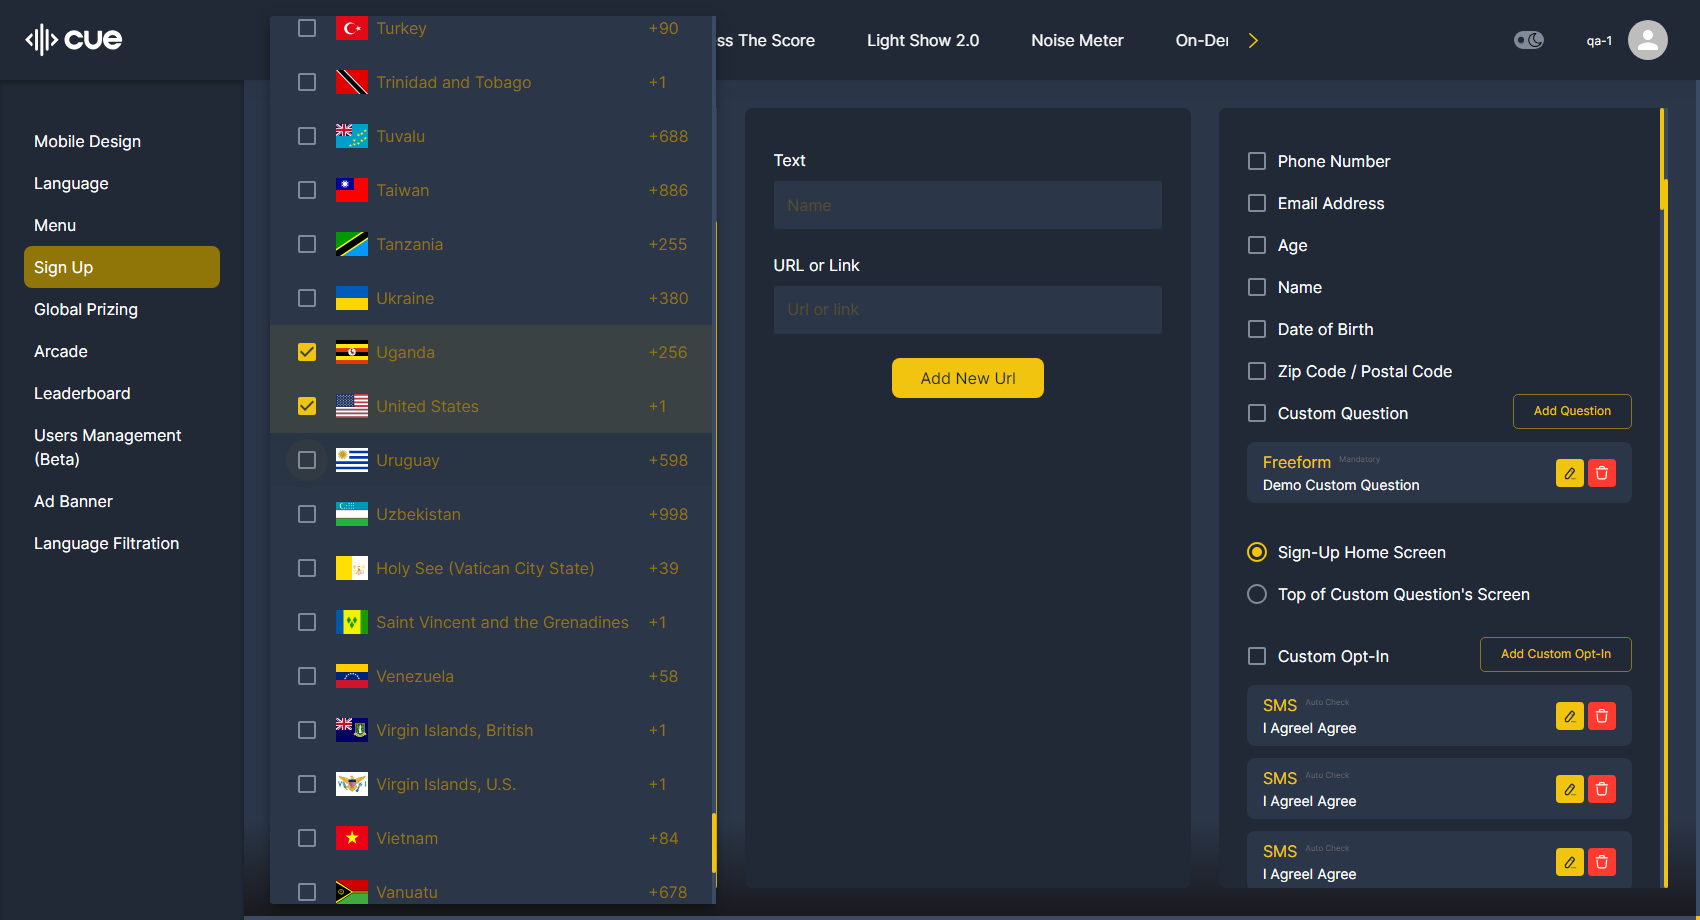 cue
ss The Score
Light Show 2.0
Noise Meter
On-De
qa-1
Mobile Design
Language
Menu
Sign Up
Global Prizing
Arcade
Leaderboard
Users Management
(Beta)
Ad Banner
Language Filtration
Turkey +90
Trinidad and Tobago +1
Tuvalu +688
Taiwan +886
Tanzania +255
Ukraine +380
Uganda +256
United States +1
Uruguay +598
Uzbekistan +998
Holy See (Vatican City State) +39
Saint Vincent and the Grenadines +1
Venezuela +58
Virgin Islands, British +1
Virgin Islands, U.S. +1
Vietnam +84
Vanuatu +678
Text
Name
URL or Link
Url or link
Add New Url
Phone Number
Email Address
Age
Name
Date of Birth
Zip Code / Postal Code
Custom Question
Add Question
Freeform Mandatory
Demo Custom Question
Sign-Up Home Screen
Top of Custom Question's Screen
Custom Opt-In
Add Custom Opt-In
SMS Auto Check
I AgreeI Agree
SMS Auto Check
I AgreeI Agree
SMS Auto Check
I AgreeI Agree